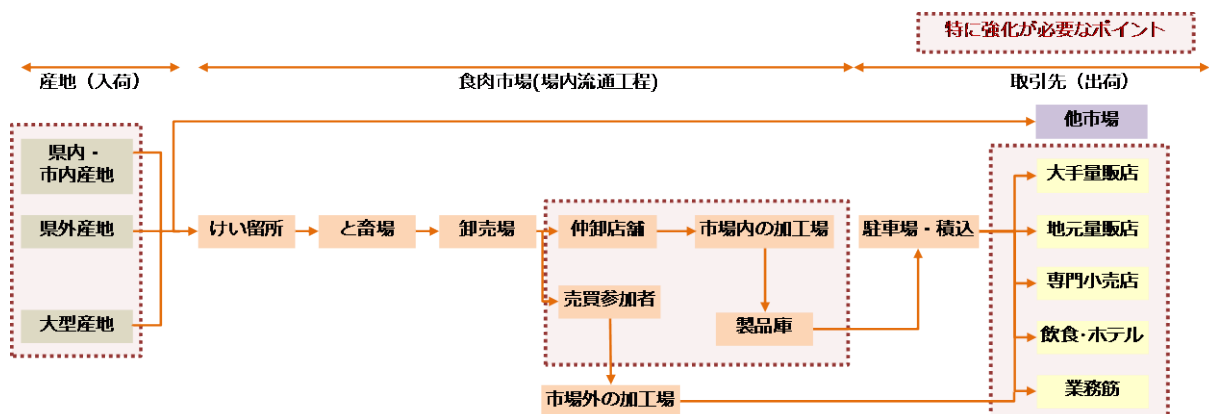 特に強化が必要なポイント
産地（入荷）
食肉市場(場内流通工程)
取引先（出荷）
他市場
県内・
市内産地
県外産地
大型産地
けい留所
と畜場
卸売場
仲卸店舗
市場内の加工場
売買参加者
製品庫
市場外の加工場
駐車場・積込
大手量販店
地元量販店
専門小売店
飲食･ホテル
業務筋